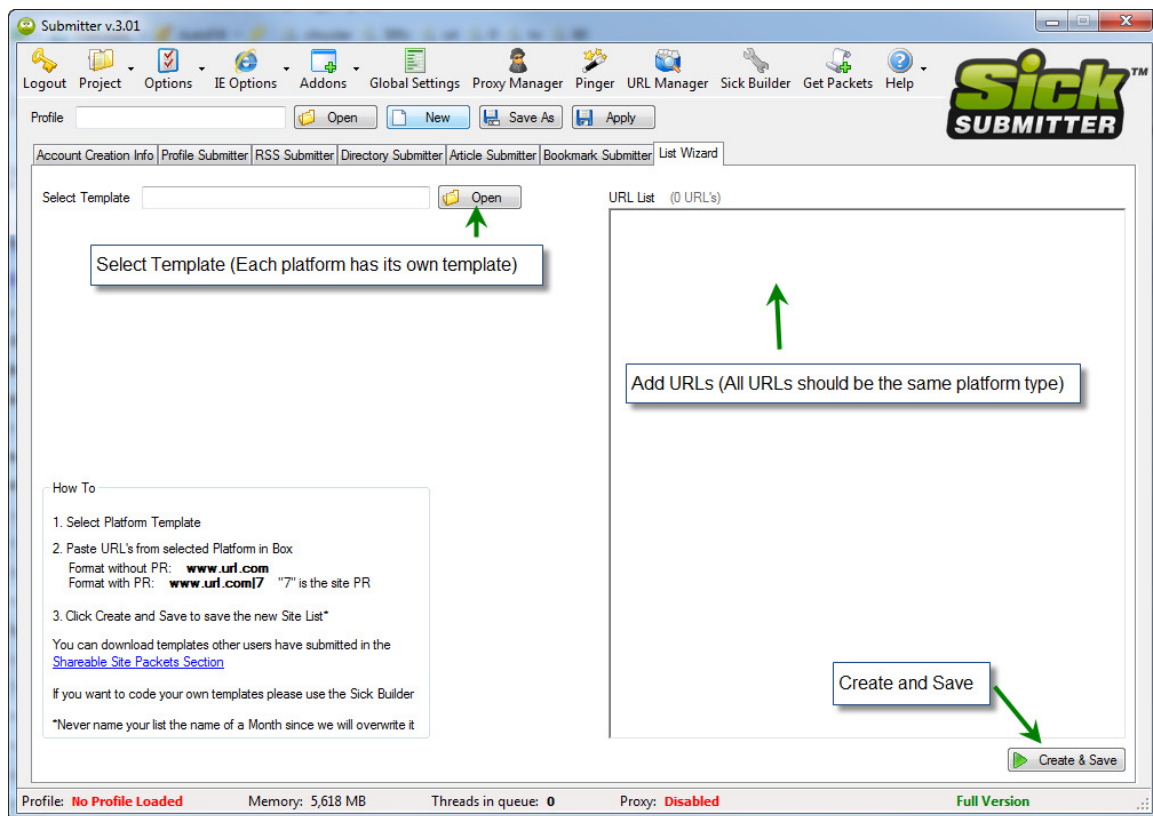 Submitter v.3.01
Logout Project Options IE Options Addons Global Settings Proxy Manager Pinger URL Manager Sick Builder Get Packets Help
Sick™
SUBMITTER
Profile Open New Save As Apply
Account Creation Info Profile Submitter RSS Submitter Directory Submitter Article Submitter Bookmark Submitter List Wizard
Select Template Open URL List (0 URL's)
Select Template (Each platform has its own template)
Add URLs (All URLs should be the same platform type)
How To
1. Select Platform Template
2. Paste URL's from selected Platform in Box
Format without PR: www.url.com
Format with PR: www.url.com|7 "7" is the site PR
3. Click Create and Save to save the new Site List*
You can download templates other users have submitted in the
Shareable Site Packets Section
If you want to code your own templates please use the Sick Builder
*Never name your list the name of a Month since we will overwrite it
Create and Save
Create & Save
Profile: No Profile Loaded Memory: 5,618 MB Threads in queue: 0 Proxy: Disabled Full Version